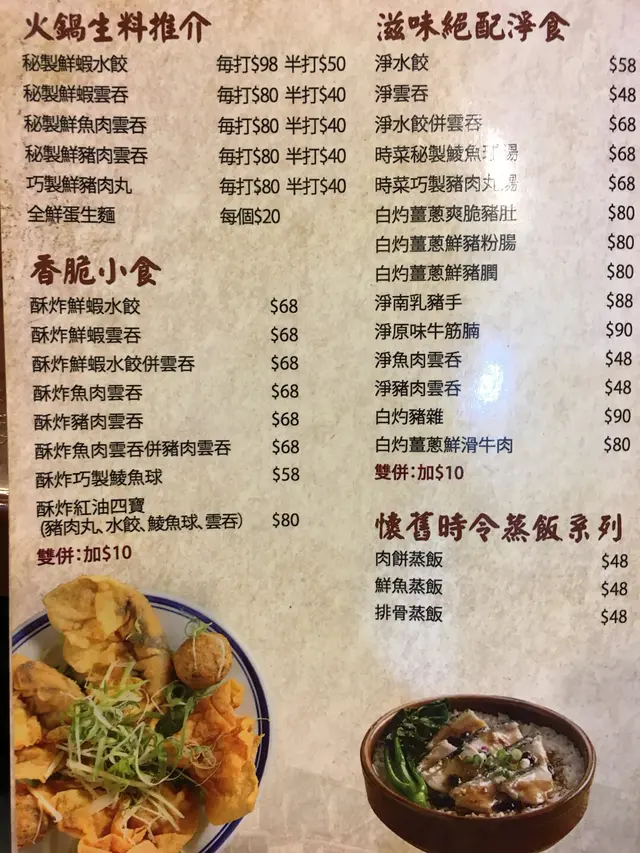 火鍋生料推介
秘製鮮蝦水餃 每打$98 半打$50
秘製鮮蝦雲吞 每打$80 半打$40
秘製鮮魚肉雲吞 每打$80 半打$40
秘製鮮豬肉雲吞 每打$80 半打$40
巧製鮮豬肉丸 每打$80 半打$40
全鮮蛋生麵 每個$20
香脆小食
酥炸鮮蝦水餃 $68
酥炸鮮蝦雲吞 $68
酥炸鮮蝦水餃併雲吞 $68
酥炸魚肉雲吞 $68
酥炸豬肉雲吞 $68
酥炸魚肉雲吞併豬肉雲吞 $68
酥炸巧製鯪魚球 $58
酥炸紅油四寶
(豬肉丸、水餃、鯪魚球、雲吞) $80
雙併:加$10
滋味絕配淨食
淨水餃 $58
淨雲吞 $48
淨水餃併雲吞 $68
時菜秘製鯪魚球湯 $68
時菜巧製豬肉丸湯 $68
白灼薑蔥爽脆豬肚 $80
白灼薑蔥鮮豬粉腸 $80
白灼薑蔥鮮豬膶 $80
淨南乳豬手 $88
淨原味牛筋腩 $90
淨魚肉雲吞 $48
淨豬肉雲吞 $48
白灼豬雜 $90
白灼薑蔥鮮滑牛肉 $80
雙併:加$10
懷舊時令蒸飯系列
肉餅蒸飯 $48
鮮魚蒸飯 $48
排骨蒸飯 $48